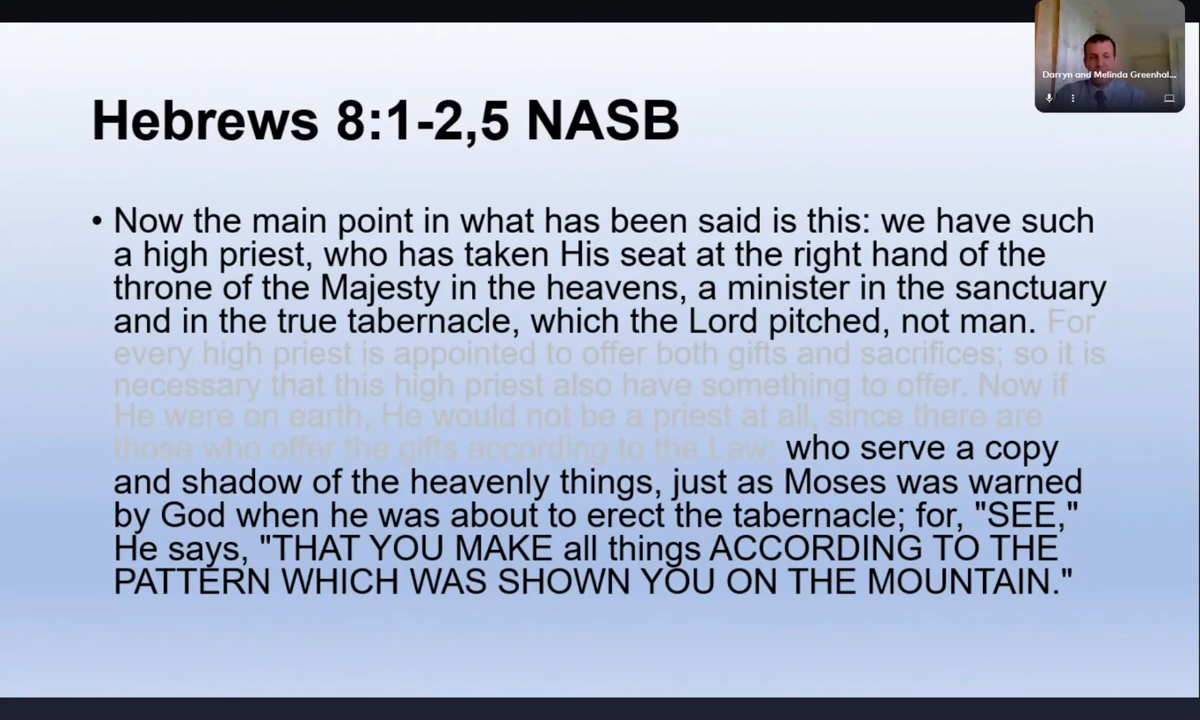 Darryn and Melinda Greenhal...
Hebrews 8:1-2,5 NASB
• Now the main point in what has been said is this: we have such
a high priest, who has taken His seat at the right hand of the
throne of the Majesty in the heavens, a minister in the sanctuary
and in the true tabernacle, which the Lord pitched, not man. For
every high priest is appointed to offer both gifts and sacrifices; so it is
necessary that this high priest also have something to offer. Now if
He were on earth, He would not be a priest at all, since there are
those who offer the gifts according to the Law; who serve a copy
and shadow of the heavenly things, just as Moses was warned
by God when he was about to erect the tabernacle; for, "SEE,"
He says, "THAT YOU MAKE all things ACCORDING TO THE
PATTERN WHICH WAS SHOWN YOU ON THE MOUNTAIN."